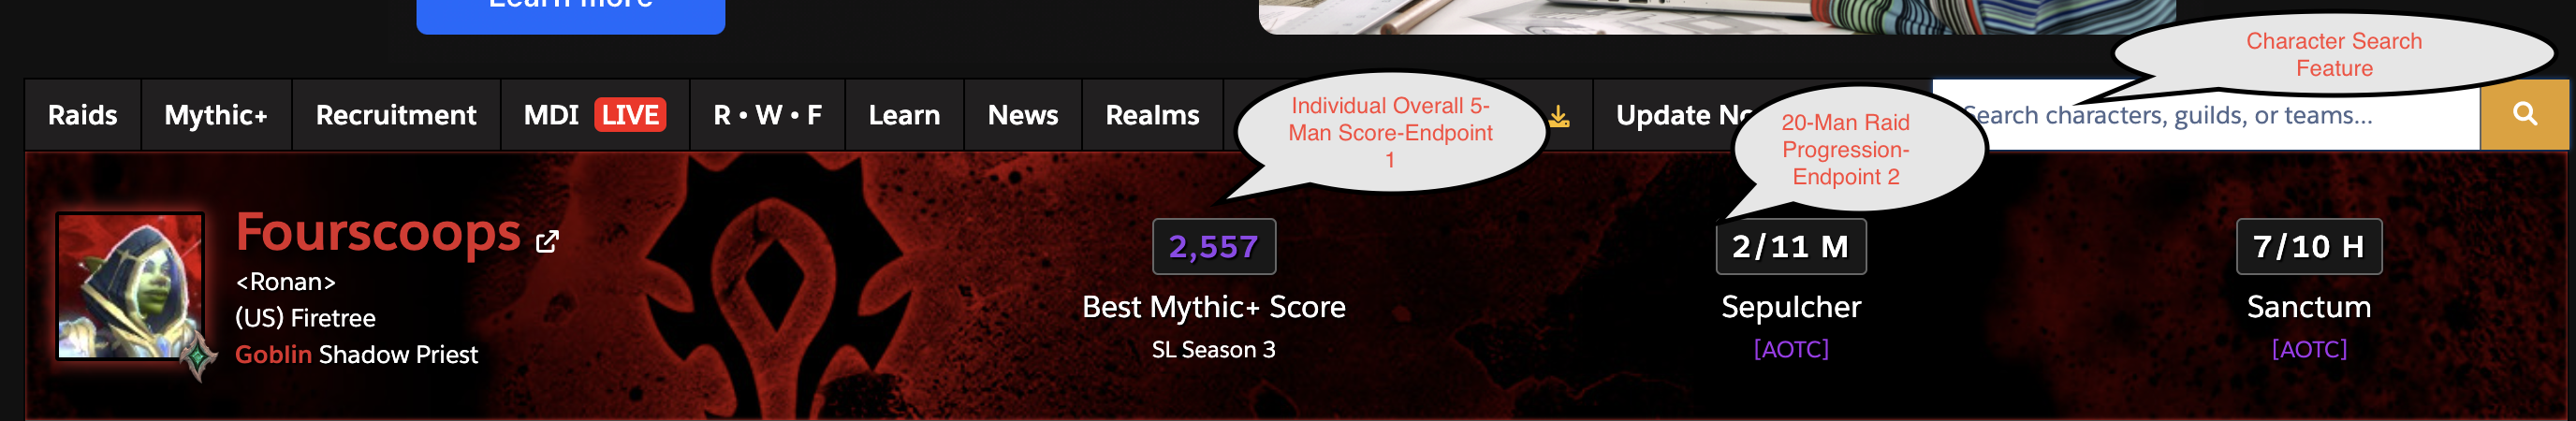 Learn more
Character Search
Feature
Raids
Mythic+
Recruitment
MDI LIVE
R • W • F
Learn
News
Realms
Individual Overall 5-
Man Score-Endpoint
1
Update No
20-Man Raid
Progression-
Endpoint 2
Search characters, guilds, or teams...
Fourscoops
<Ronan>
(US) Firetree
Goblin Shadow Priest
2,557
Best Mythic+ Score
SL Season 3
2/11 M
Sepulcher
[AOTC]
7/10 H
Sanctum
[AOTC]